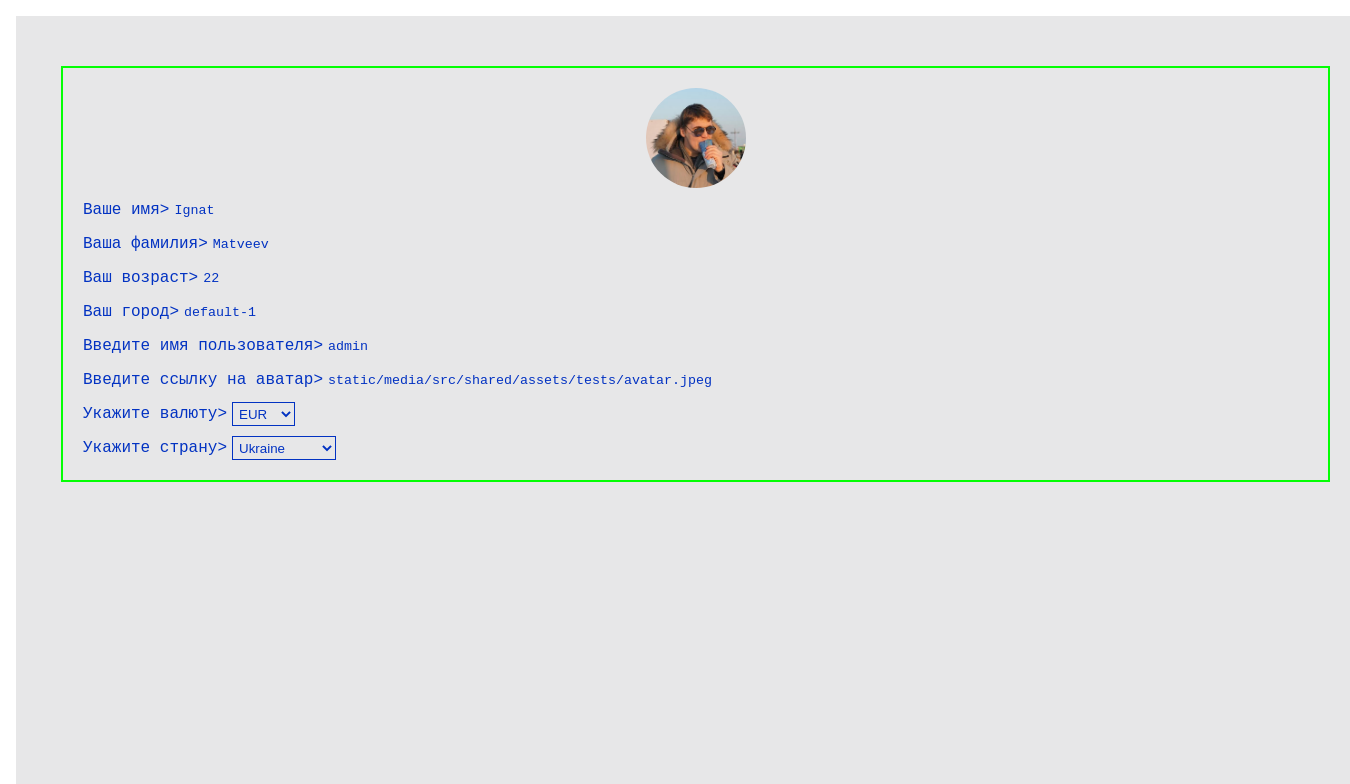 Ваше имя> Ignat
Ваша фамилия> Matveev
Ваш возраст> 22
Ваш город> default-1
Введите имя пользователя> admin
Введите ссылку на аватар> static/media/src/shared/assets/tests/avatar.jpeg
Укажите валюту> EUR
Укажите страну> Ukraine